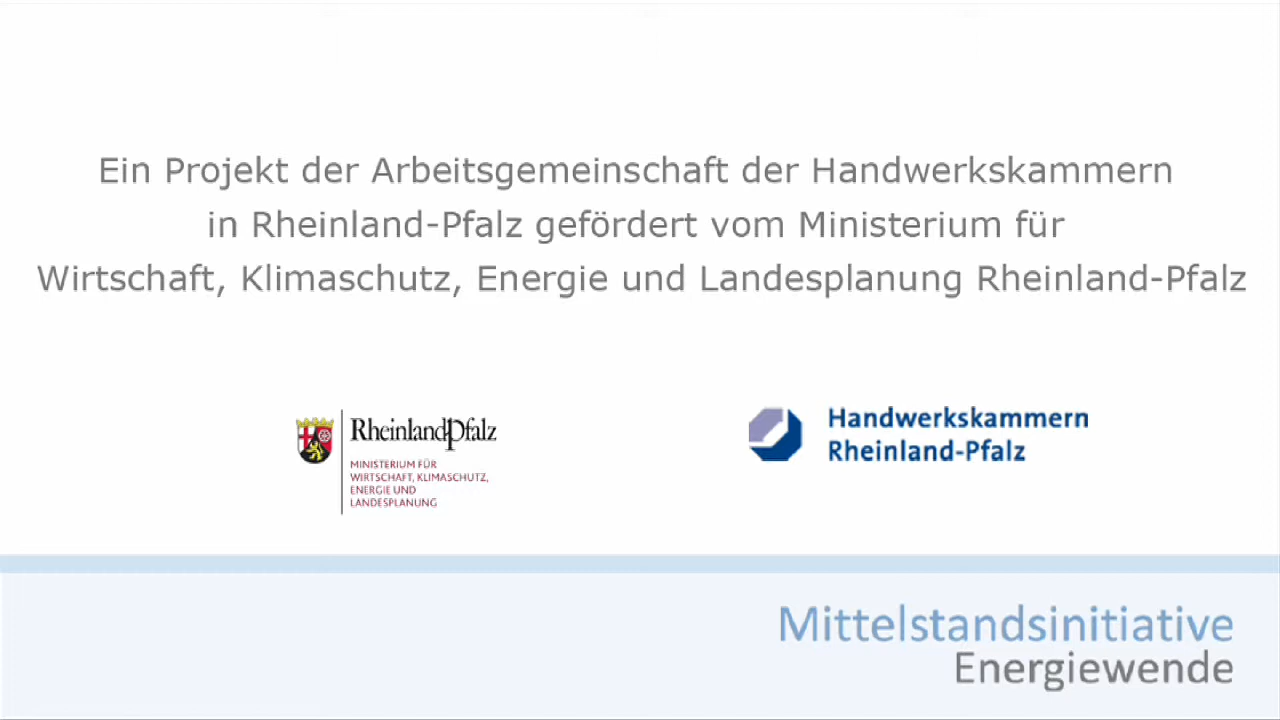 Ein Projekt der Arbeitsgemeinschaft der Handwerkskammern
in Rheinland-Pfalz gefördert vom Ministerium für
Wirtschaft, Klimaschutz, Energie und Landesplanung Rheinland-Pfalz
RheinlandPfalz
MINISTERIUM FÜR
WIRTSCHAFT, KLIMASCHUTZ,
ENERGIE UND
LANDESPLANUNG
Handwerkskammern
Rheinland-Pfalz
Mittelstandsinitiative
Energiewende